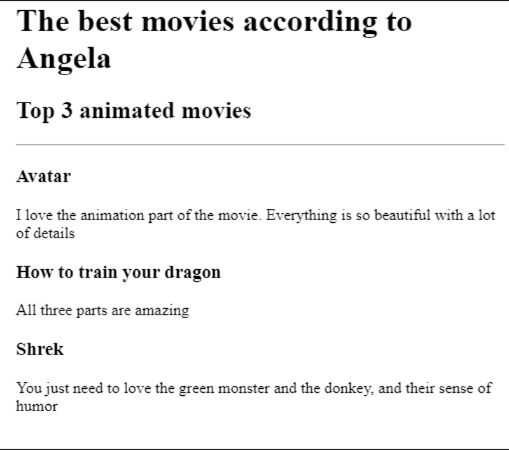 The best movies according to
Angela
Top 3 animated movies
Avatar
I love the animation part of the movie. Everything is so beautiful with a lot
of details
How to train your dragon
All three parts are amazing
Shrek
You just need to love the green monster and the donkey, and their sense of
humor